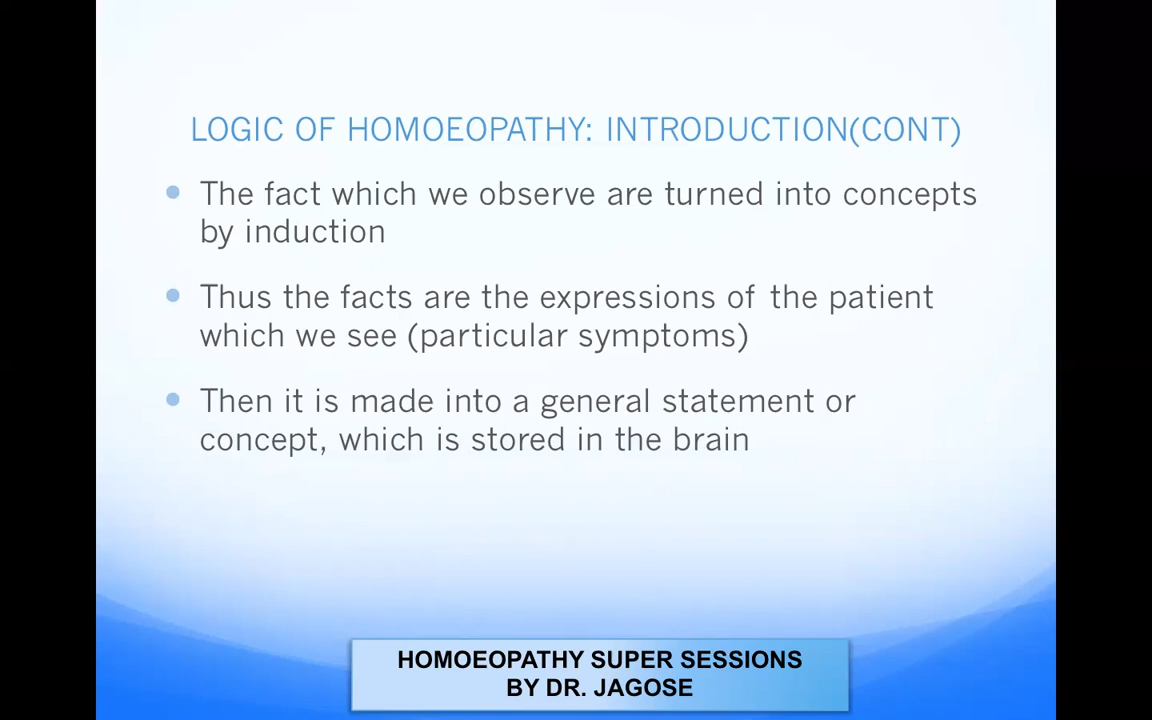 LOGIC OF HOMOEOPATHY: INTRODUCTION(CONT)
The fact which we observe are turned into concepts
by induction
Thus the facts are the expressions of the patient
which we see (particular symptoms)
Then it is made into a general statement or
concept, which is stored in the brain
HOMOEOPATHY SUPER SESSIONS
BY DR. JAGOSE